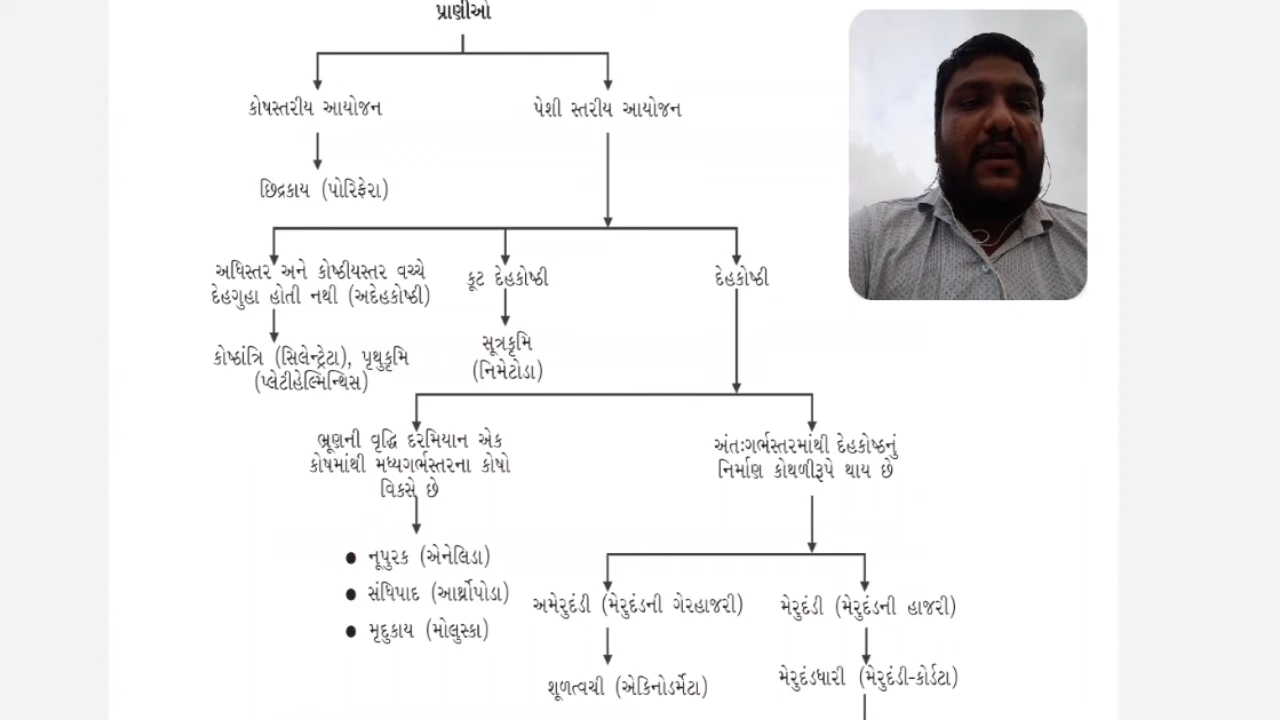 પ્રાણીઓ
કોષસ્તરીય આયોજન
પેશી સ્તરીય આયોજન
છિદ્રકાય (પોરિફેરા)
અધિસ્તર અને કોષ્ઠીયસ્તર વચ્ચે
દેહગુહા હોતી નથી (અદેહકોષ્ઠી)
કૂટ દેહકોષ્ઠી
દેહકોષ્ઠી
કોષ્ઠાંત્રિ (સિલેન્ટ્રેટા), પૃથુકૃમિ
(પ્લેટીહેલ્મિન્થિસ)
સૂત્રકૃમિ
(નિમેટોડા)
ભ્રૂણની વૃદ્ધિ દરમિયાન એક
કોષમાંથી મધ્યગર્ભસ્તરના કોષો
વિકસે છે
અંતઃગર્ભસ્તરમાંથી દેહકોષ્ઠનું
નિર્માણ કોથળીરૂપે થાય છે
● નૂપુરક (એનેલિડા)
● સંધિપાદ (આર્થ્રોપોડા)
● મૃદુકાય (મોલુસ્કા)
અમેરુદંડી (મેરુદંડની ગેરહાજરી)
મેરુદંડી (મેરુદંડની હાજરી)
શૂળત્વચી (એકિનોડર્મેટા)
મેરુદંડધારી (મેરુદંડી-કોર્ડટા)